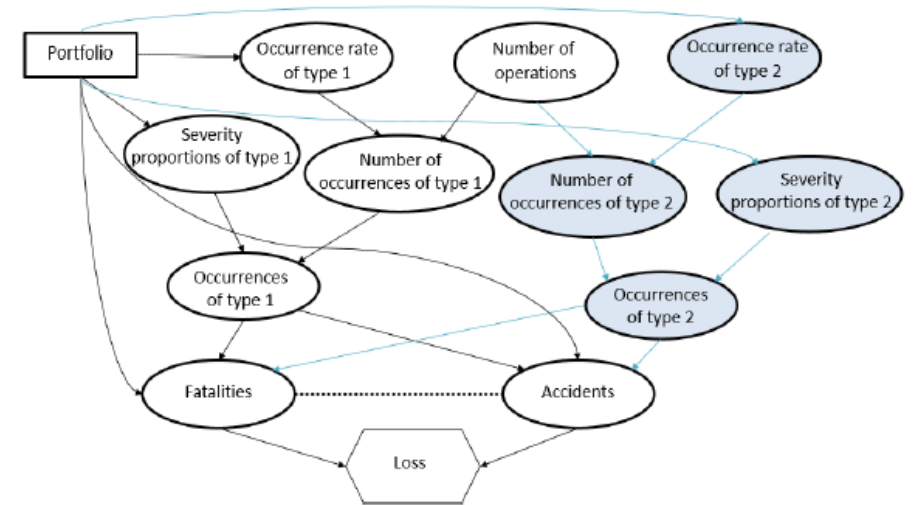 Portfolio
Occurrence rate
of type 1
Number of
operations
Occurrence rate
of type 2
Severity
proportions of type 1
Number of
occurrences of type 1
Number of
occurrences of type 2
Severity
proportions of type 2
Occurrences
of type 1
Occurrences
of type 2
Fatalities
Accidents
Loss